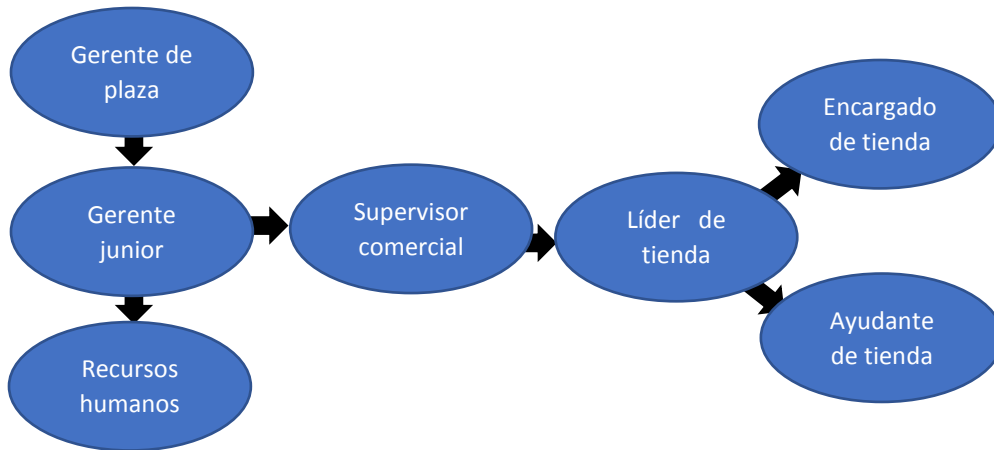 Gerente de
plaza
Gerente
junior
Recursos
humanos
Supervisor
comercial
Líder de
tienda
Encargado
de tienda
Ayudante
de tienda